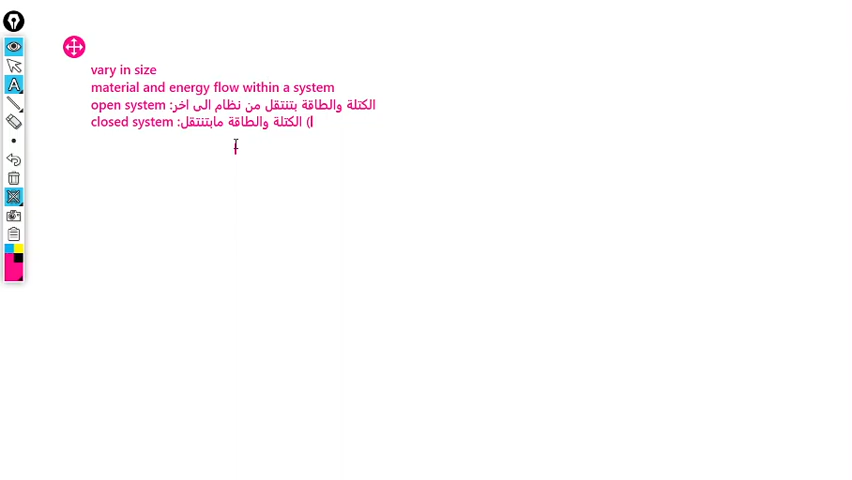 vary in size
material and energy flow within a system
open system :الكتلة والطاقة بتنتقل من نظام الى اخر
closed system :الكتلة والطاقة مابتنتقل (ا